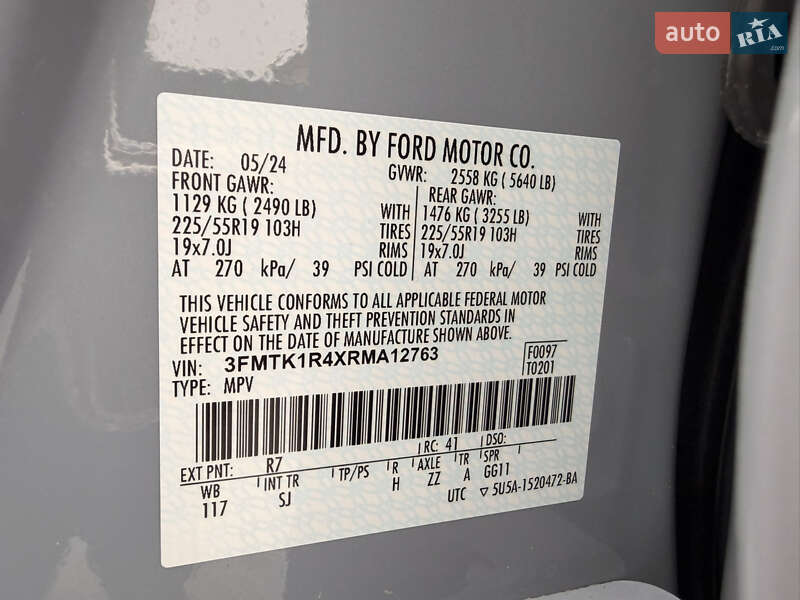 auto RIA .com
MFD. BY FORD MOTOR CO.
DATE: 05/24 GVWR: 2558 KG ( 5640 LB)
FRONT GAWR: REAR GAWR:
1129 KG ( 2490 LB) WITH 1476 KG ( 3255 LB) WITH
225/55R19 103H TIRES 225/55R19 103H TIRES
19x7.0J RIMS 19x7.0J RIMS
AT 270 kPa/ 39 PSI COLD AT 270 kPa/ 39 PSI COLD
THIS VEHICLE CONFORMS TO ALL APPLICABLE FEDERAL MOTOR
VEHICLE SAFETY AND THEFT PREVENTION STANDARDS IN
EFFECT ON THE DATE OF MANUFACTURE SHOWN ABOVE.
VIN: 3FMTK1R4XRMA12763 F0097
TYPE: MPV T0201
EXT PNT: R7 RC: 41 DSO:
WB INT TR TP/PS R AXLE TR SPR
117 SJ H ZZ A GG11
UTC ▽ 5U5A-1520472-BA